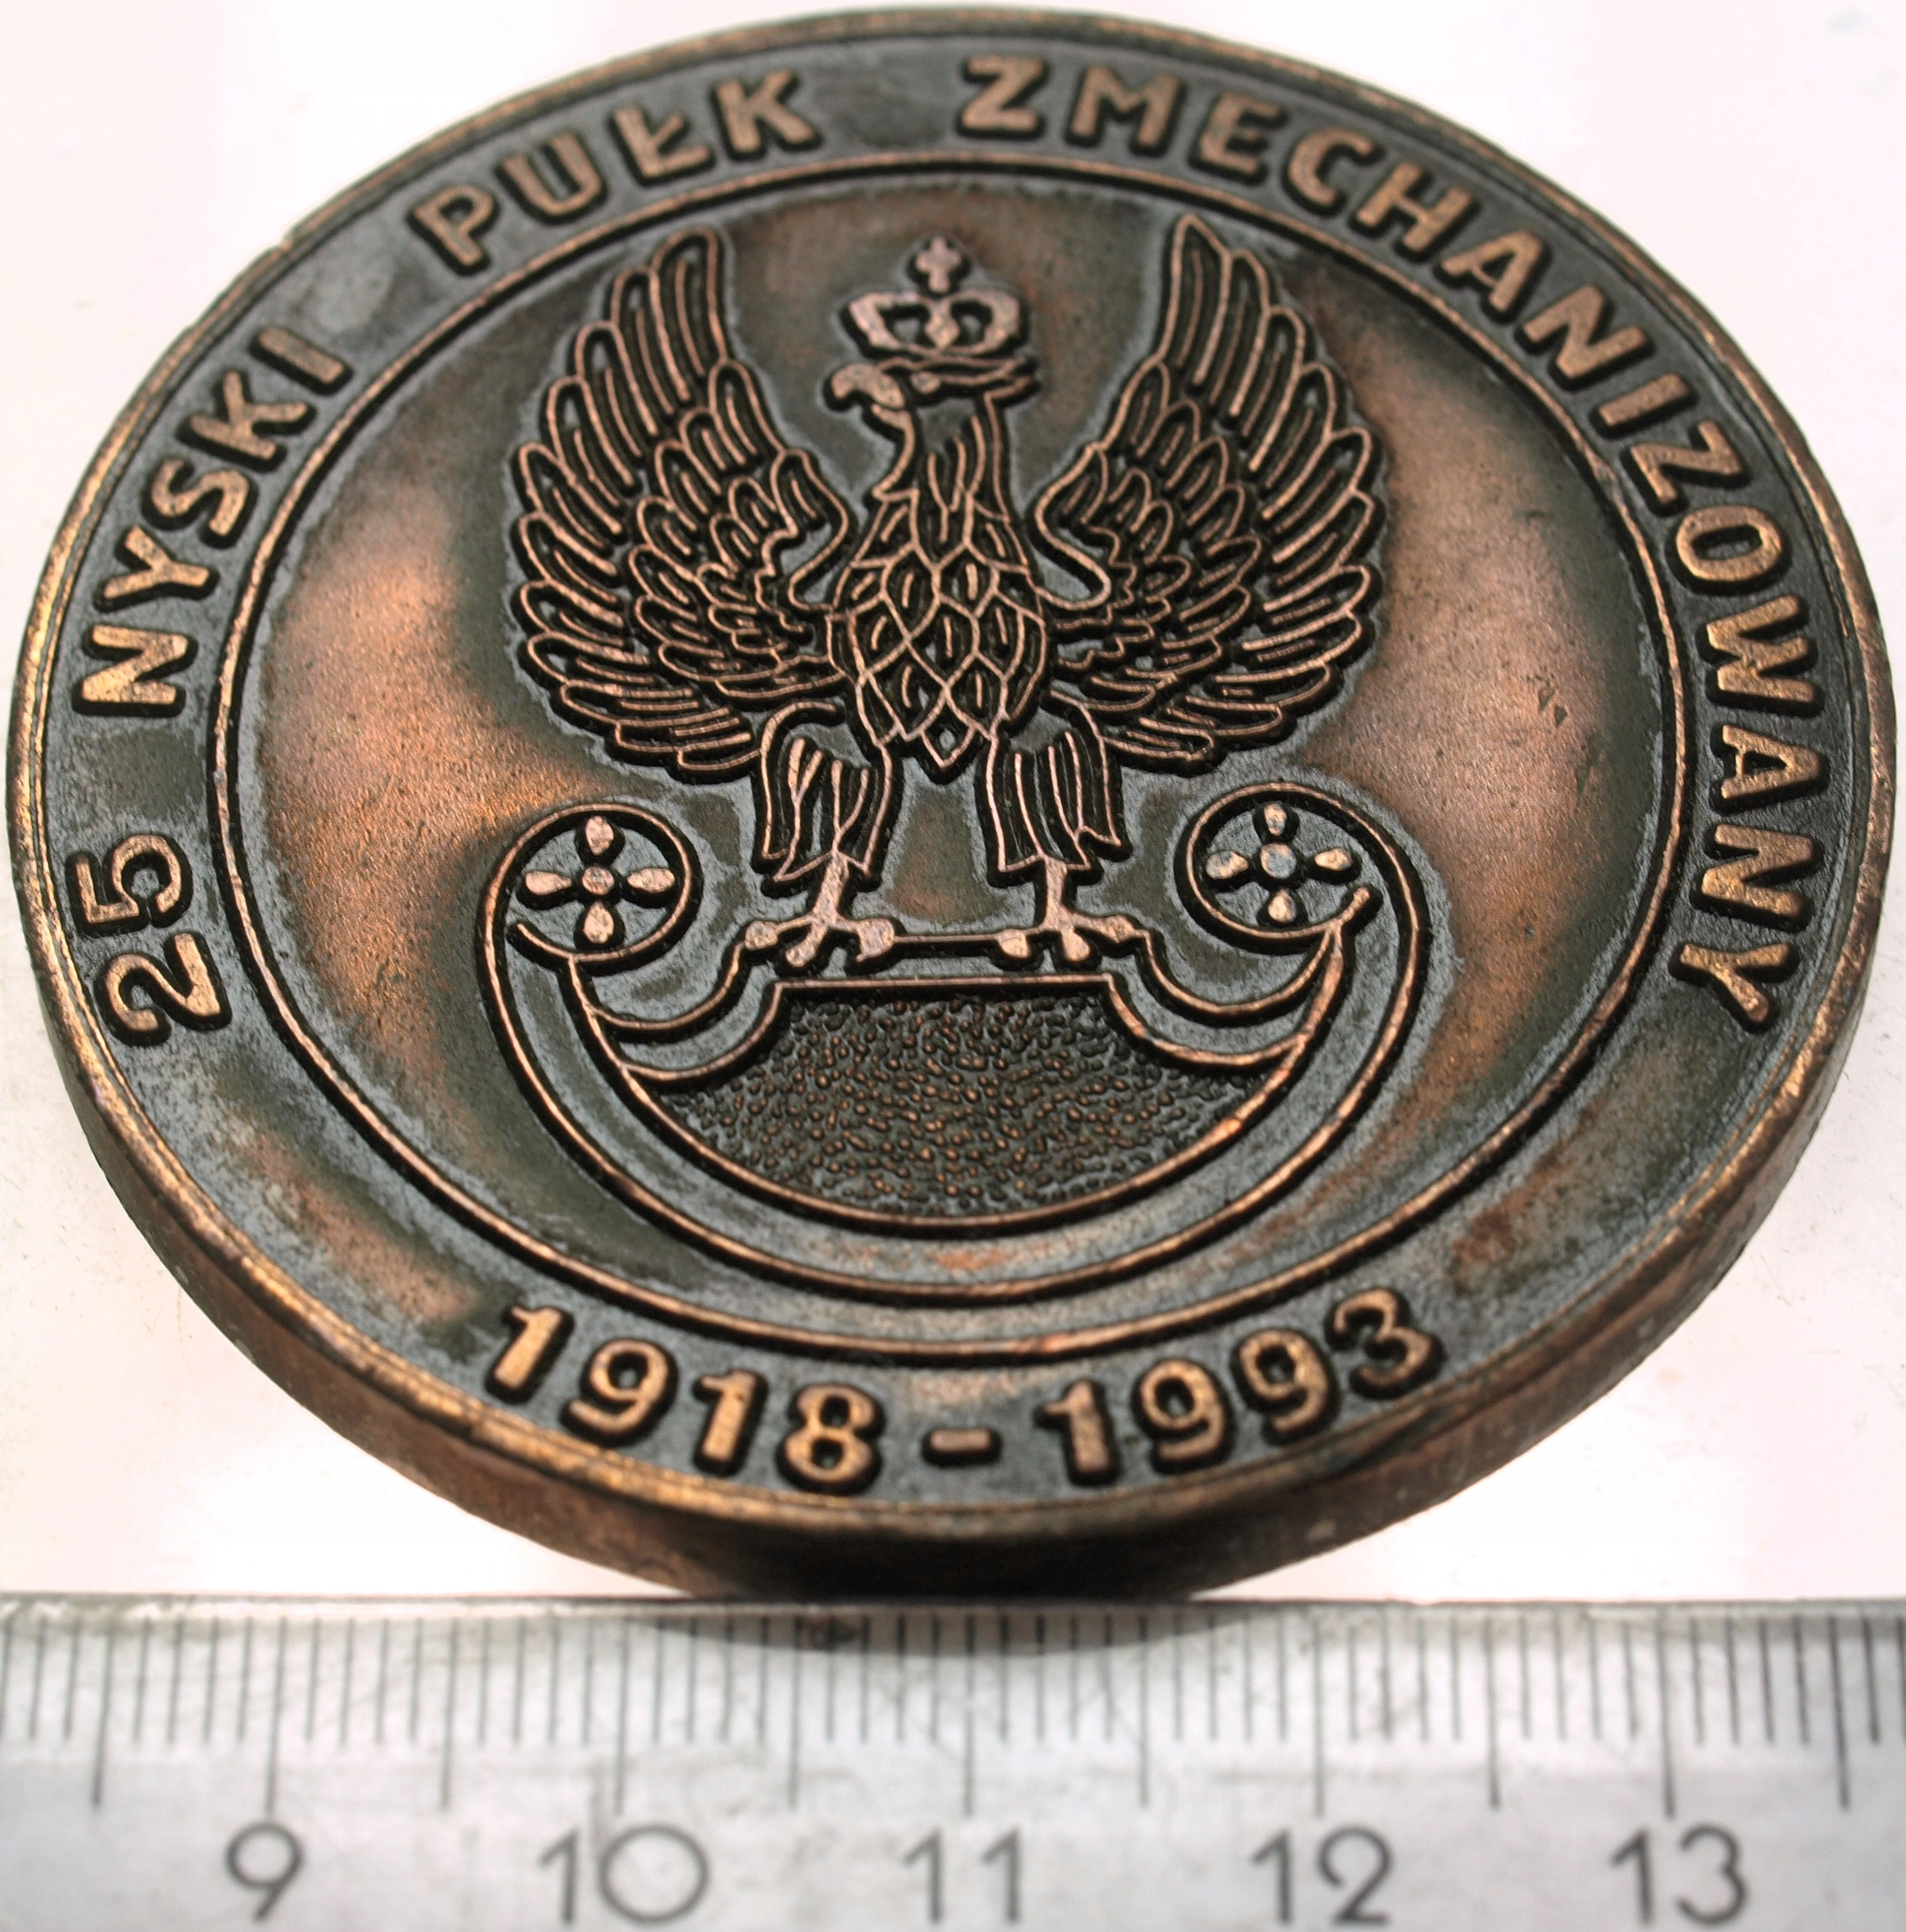 25 NYSKI PUŁK ZMECHANIZOWANY
1918-1993
9 10 11 12 13